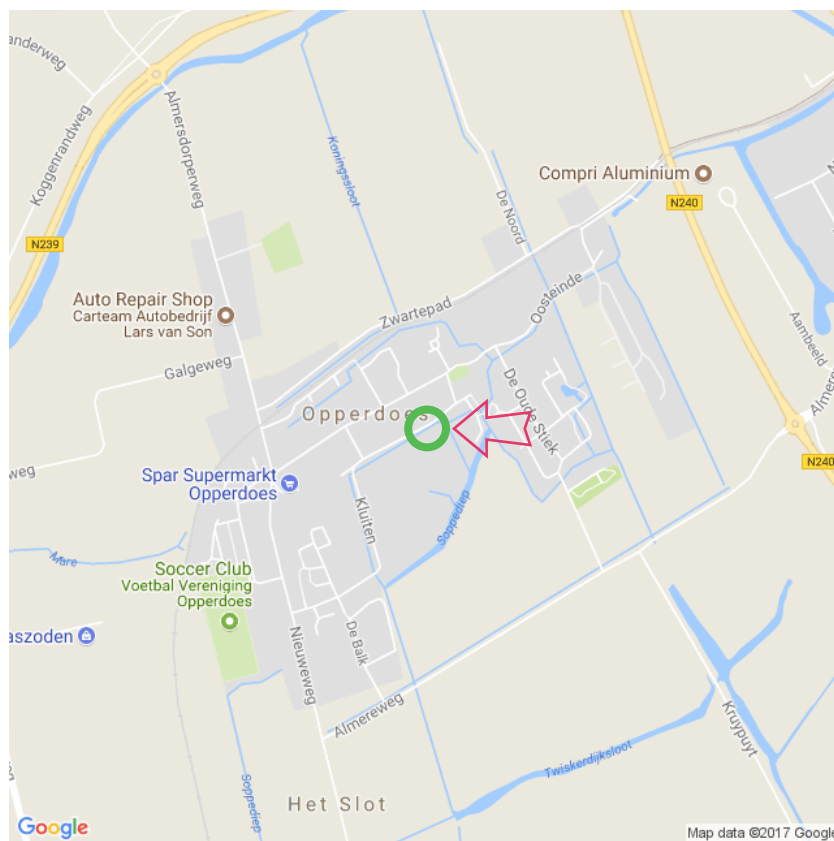 anderweg
Koggenrandweg
Almersdorperweg
Koningssloot
De Noord
Compri Aluminium
N240
N239
Auto Repair Shop
Carteam Autobedrijf
Lars van Son
Zwartepad
Oosteinde
Aambeeld
Galgeweg
Almere
Opperdoes
De Oude Stiek
weg
Spar Supermarkt
Opperdoes
N240
Kluiten
Soppediep
Mare
Soccer Club
Voetbal Vereniging
Opperdoes
aszoden
Nieuweweg
De Balk
Almereweg
Kruypuyt
Twiskerdijksloot
Soppediep
Het Slot
Google
Map data ©2017 Google